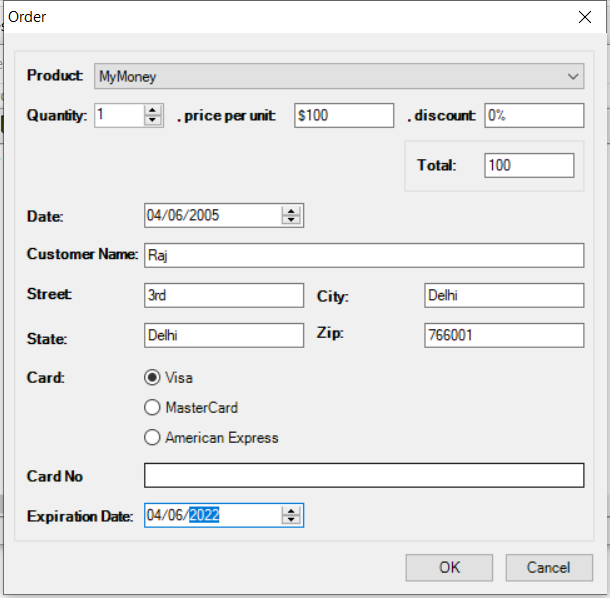 Order
Product: MyMoney
Quantity: 1 , price per unit: $100 , discount: 0%
Total: 100
Date: 04/06/2005
Customer Name: Raj
Street: 3rd City: Delhi
State: Delhi Zip: 766001
Card: Visa
MasterCard
American Express
Card No
Expiration Date: 04/06/2022
OK Cancel